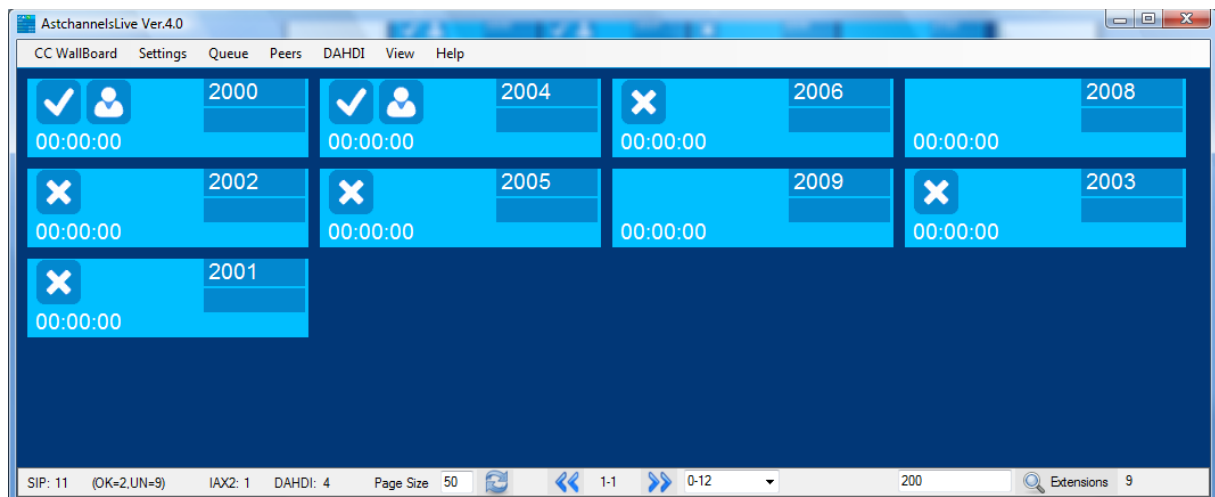 AstchannelsLive Ver.4.0
CC WallBoard Settings Queue Peers DAHDI View Help
2000 2004 2006 2008
00:00:00 00:00:00 00:00:00 00:00:00
2002 2005 2009 2003
00:00:00 00:00:00 00:00:00 00:00:00
2001
00:00:00
SIP: 11 (OK=2,UN=9) IAX2: 1 DAHDI: 4 Page Size 50 1-1 0-12 200 Extensions 9